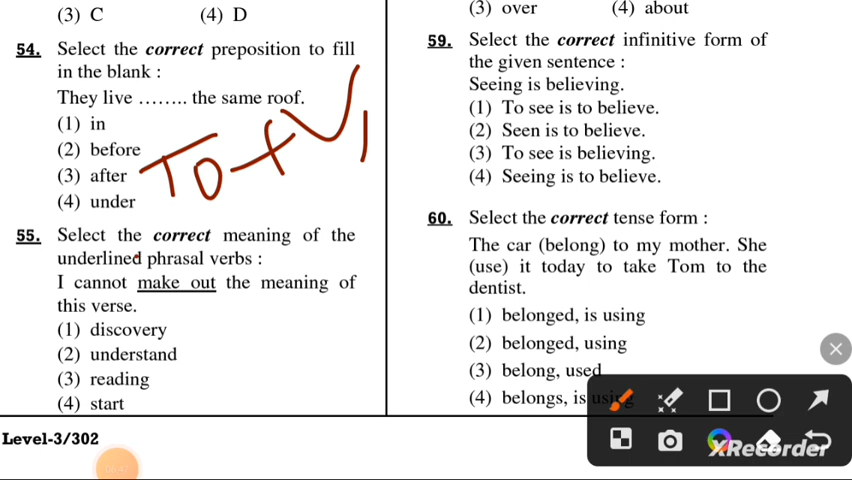 (3) C (4) D
54. Select the correct preposition to fill
in the blank :
They live ........ the same roof.
(1) in
(2) before
(3) after
(4) under
To+V1
55. Select the correct meaning of the
underlined phrasal verbs :
I cannot make out the meaning of
this verse.
(1) discovery
(2) understand
(3) reading
(4) start
Level-3/302
(3) over (4) about
59. Select the correct infinitive form of
the given sentence :
Seeing is believing.
(1) To see is to believe.
(2) Seen is to believe.
(3) To see is believing.
(4) Seeing is to believe.
60. Select the correct tense form :
The car (belong) to my mother. She
(use) it today to take Tom to the
dentist.
(1) belonged, is using
(2) belonged, using
(3) belong, used
(4) belongs, is using
XRecorder